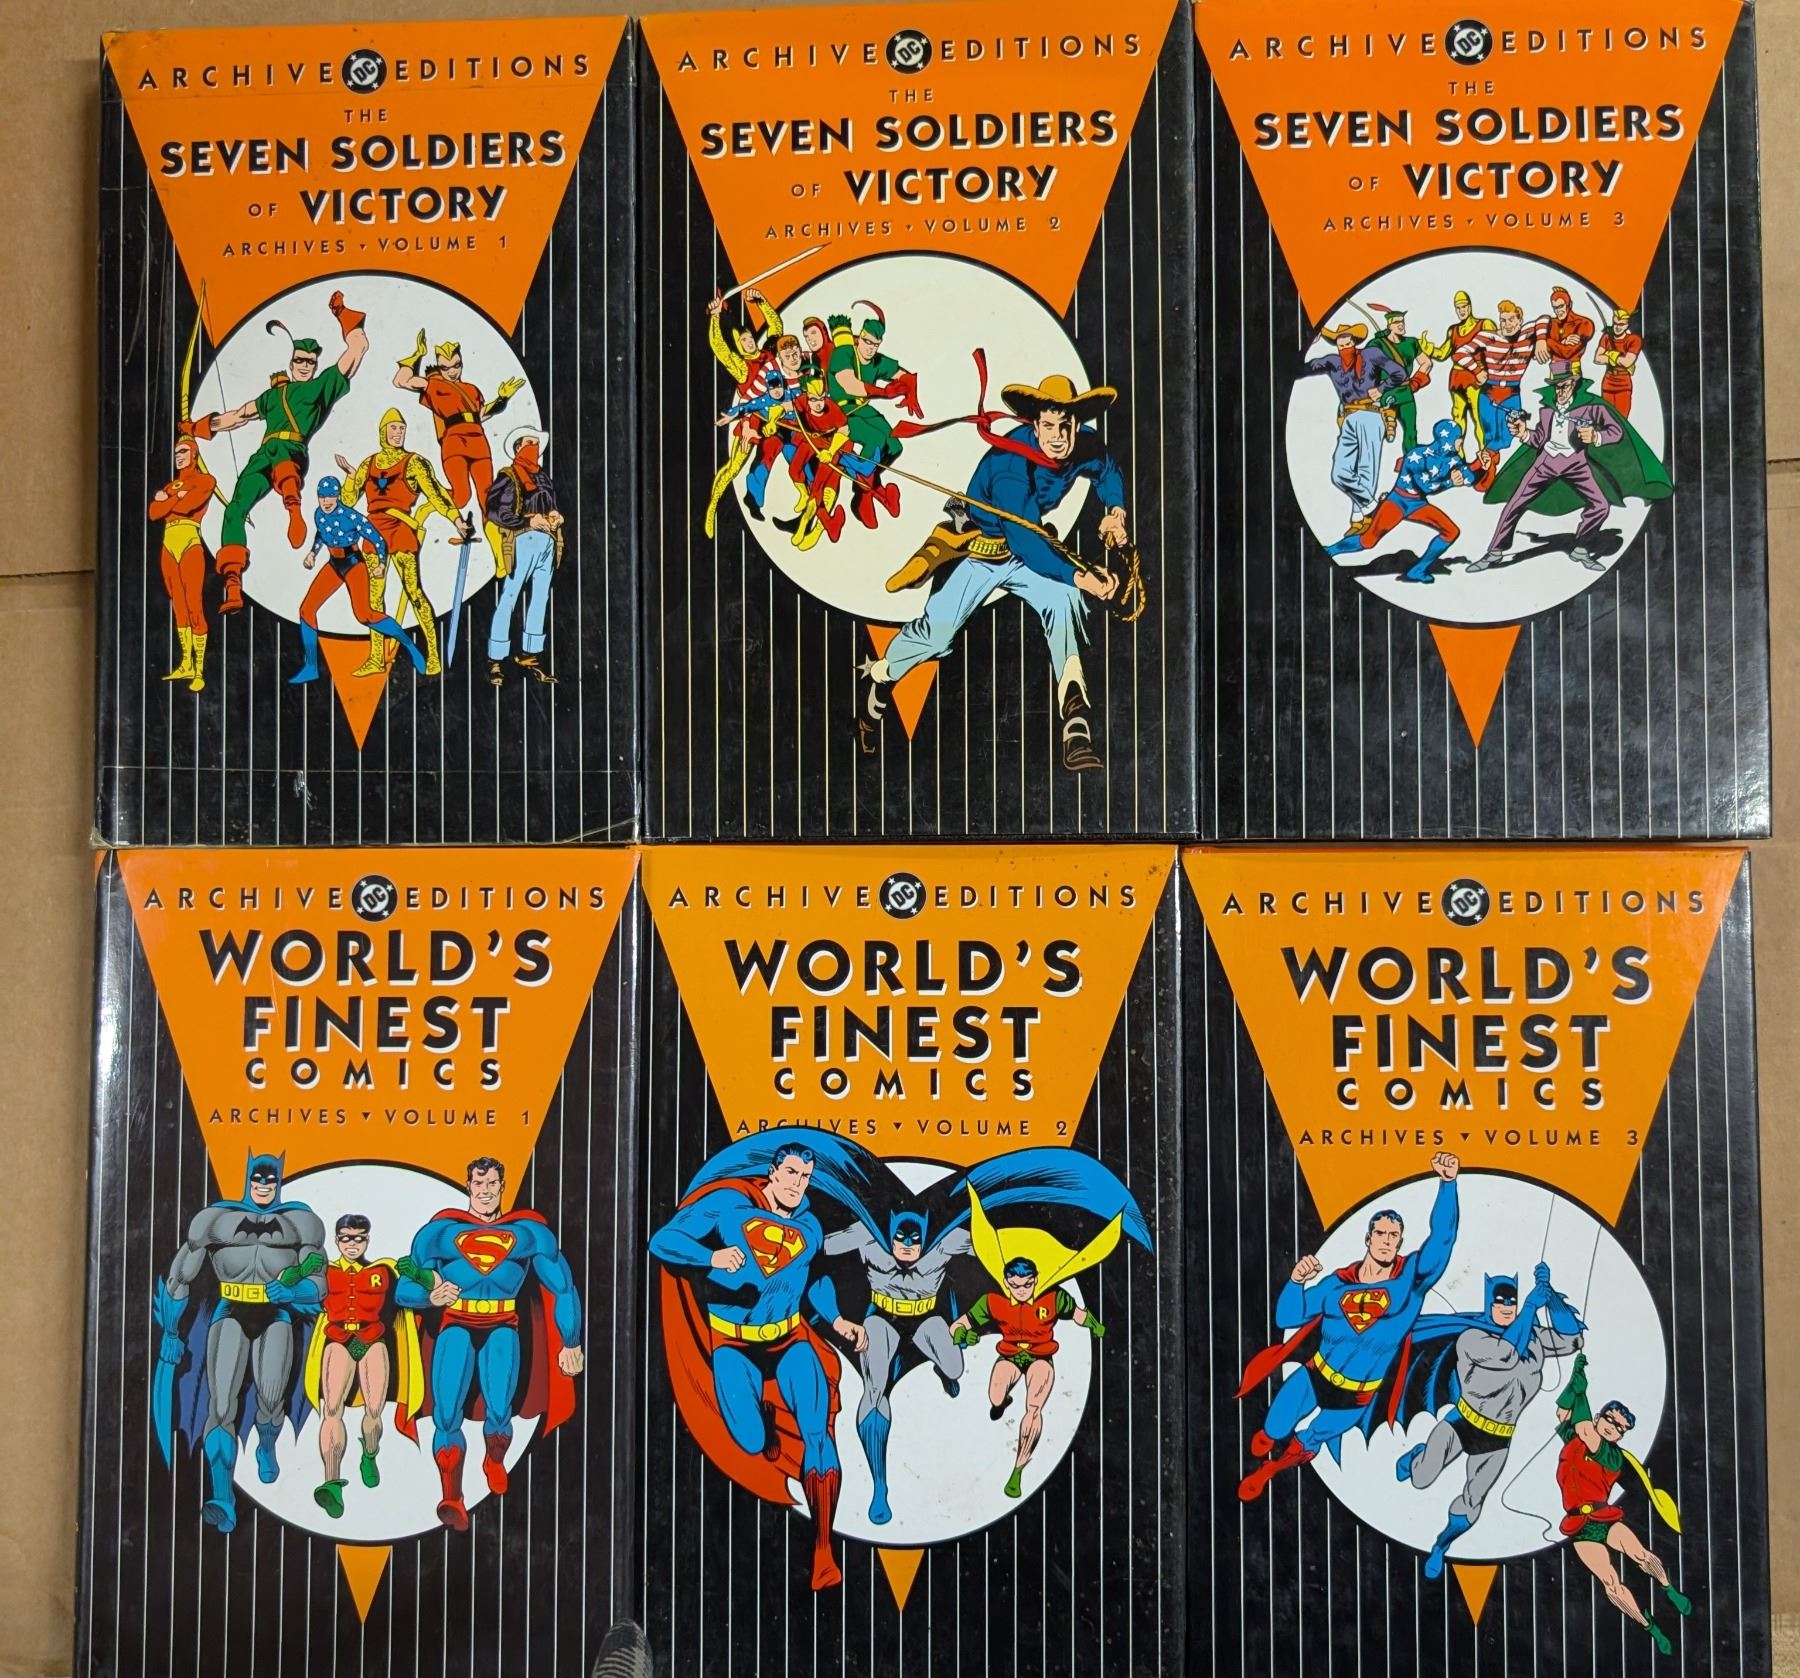 ARCHIVE DC EDITIONS
THE
SEVEN SOLDIERS
OF VICTORY
ARCHIVES ▾ VOLUME 1
ARCHIVE DC EDITIONS
THE
SEVEN SOLDIERS
OF VICTORY
ARCHIVES ▾ VOLUME 2
ARCHIVE DC EDITIONS
THE
SEVEN SOLDIERS
OF VICTORY
ARCHIVES ▾ VOLUME 3
ARCHIVE DC EDITIONS
WORLD'S
FINEST
COMICS
ARCHIVES ▾ VOLUME 1
S
R
ARCHIVE DC EDITIONS
WORLD'S
FINEST
COMICS
ARCHIVES ▾ VOLUME 2
S
R
ARCHIVE DC EDITIONS
WORLD'S
FINEST
COMICS
ARCHIVES ▾ VOLUME 3
S